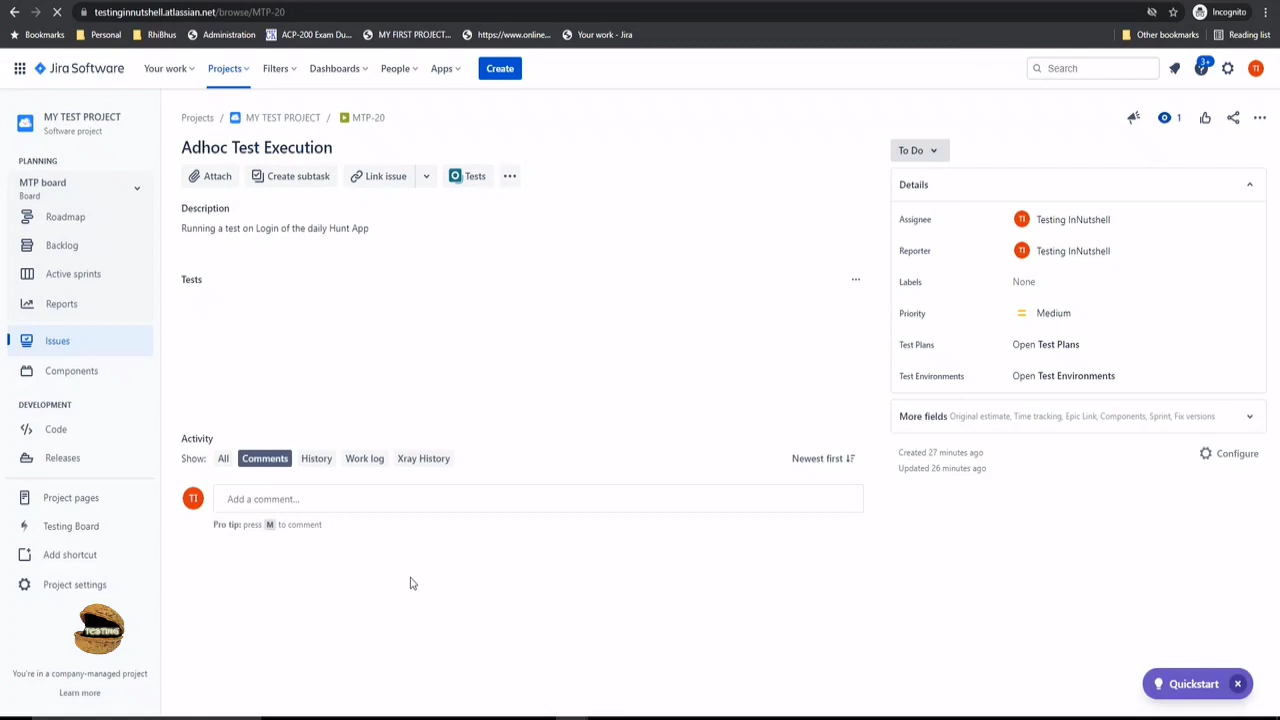 testinginnutshell.atlassian.net/browse/MTP-20
Incognito
Bookmarks
Personal
RhiBhus
Administration
ACP-200 Exam Du...
MY FIRST PROJECT...
https://www.online...
Your work - Jira
Other bookmarks
Reading list
Jira Software
Your work
Projects
Filters
Dashboards
People
Apps
Create
Search
3+
TI
MY TEST PROJECT
Software project
PLANNING
MTP board
Board
Roadmap
Backlog
Active sprints
Reports
Issues
Components
DEVELOPMENT
Code
Releases
Project pages
Testing Board
Add shortcut
Project settings
TESTING
You're in a company-managed project
Learn more
Projects / MY TEST PROJECT / MTP-20
1
Adhoc Test Execution
Attach
Create subtask
Link issue
Tests
Description
Running a test on Login of the daily Hunt App
Tests
Activity
Show:
All
Comments
History
Work log
Xray History
Newest first
TI
Add a comment...
Pro tip: press M to comment
To Do
Details
Assignee
TI
Testing InNutshell
Reporter
TI
Testing InNutshell
Labels
None
Priority
Medium
Test Plans
Open Test Plans
Test Environments
Open Test Environments
More fields Original estimate, Time tracking, Epic Link, Components, Sprint, Fix versions
Created 27 minutes ago
Updated 26 minutes ago
Configure
Quickstart